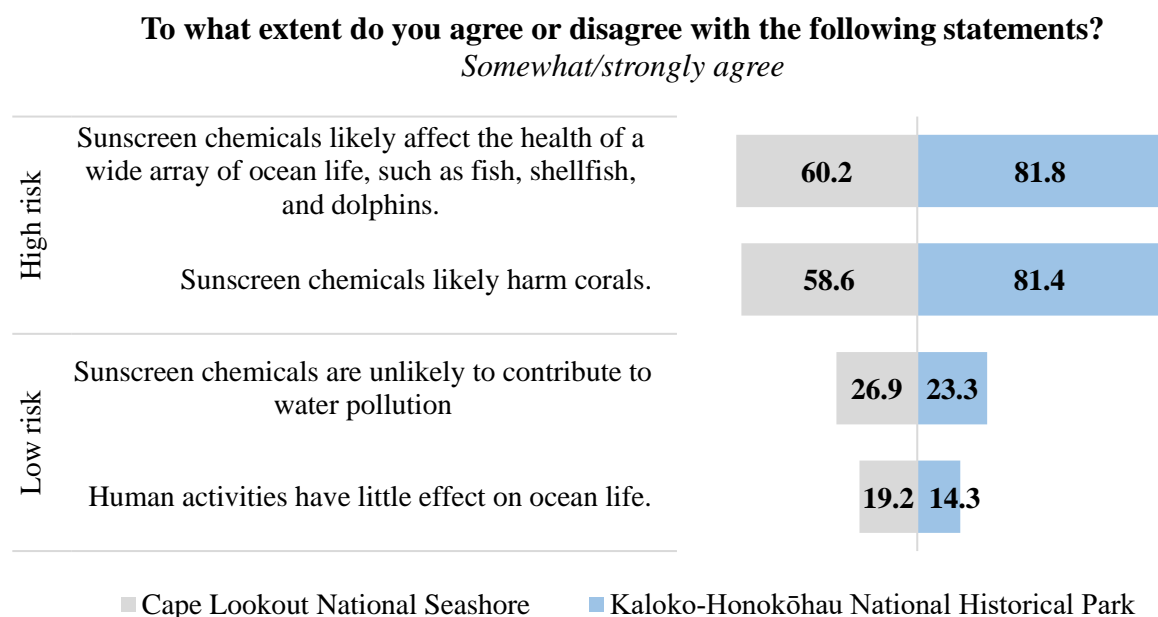 To what extent do you agree or disagree with the following statements?
Somewhat/strongly agree
High risk
Sunscreen chemicals likely affect the health of a
wide array of ocean life, such as fish, shellfish,
and dolphins.
60.2
81.8
Sunscreen chemicals likely harm corals.
58.6
81.4
Low risk
Sunscreen chemicals are unlikely to contribute to
water pollution
26.9
23.3
Human activities have little effect on ocean life.
19.2
14.3
Cape Lookout National Seashore
Kaloko-Honokōhau National Historical Park